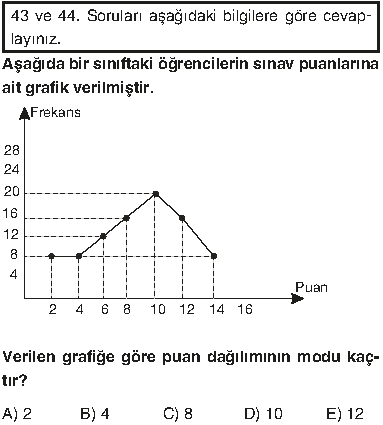 43 ve 44. Soruları aşağıdaki bilgilere göre cevap-
layınız.
Aşağıda bir sınıftaki öğrencilerin sınav puanlarına
ait grafik verilmiştir.
Frekans
28
24
20
16
12
8
4
2 4 6 8 10 12 14 16
Puan
Verilen grafiğe göre puan dağılımının modu kaç-
tır?
A) 2 B) 4 C) 8 D) 10 E) 12